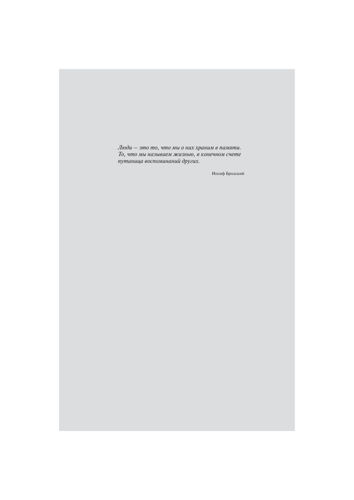 Люди – это то, что мы о них храним в памяти.
То, что мы называем жизнью, в конечном счете
путаница воспоминаний других.
Иосиф Бродский